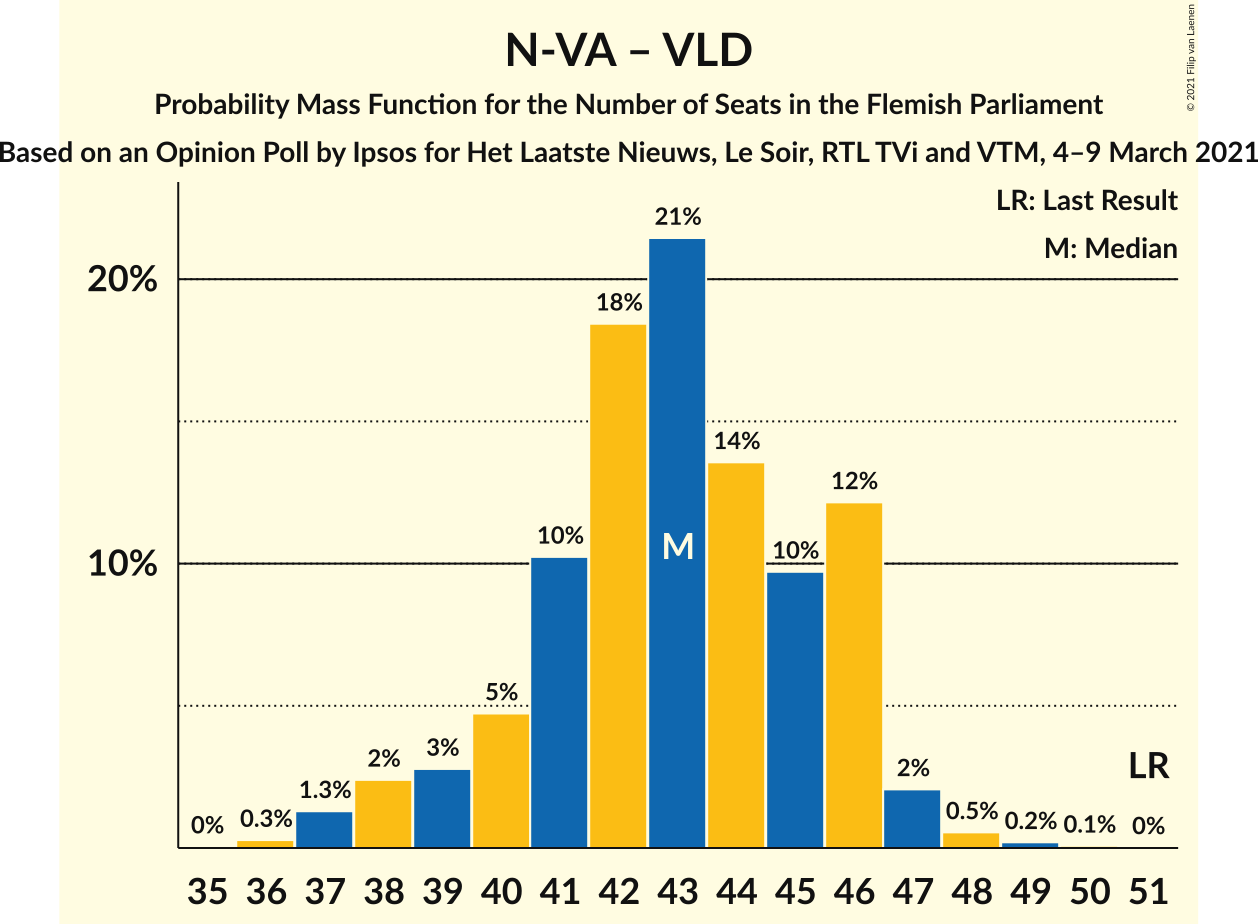 N-VA – VLD
Probability Mass Function for the Number of Seats in the Flemish Parliament
Based on an Opinion Poll by Ipsos for Het Laatste Nieuws, Le Soir, RTL TVi and VTM, 4–9 March 2021
© 2021 Filip van Laenen
LR: Last Result
M: Median
20%
10%
0%
0.3%
1.3%
2%
3%
5%
10%
18%
21%
14%
10%
12%
2%
0.5%
0.2%
0.1%
0%
M
LR
35 36 37 38 39 40 41 42 43 44 45 46 47 48 49 50 51